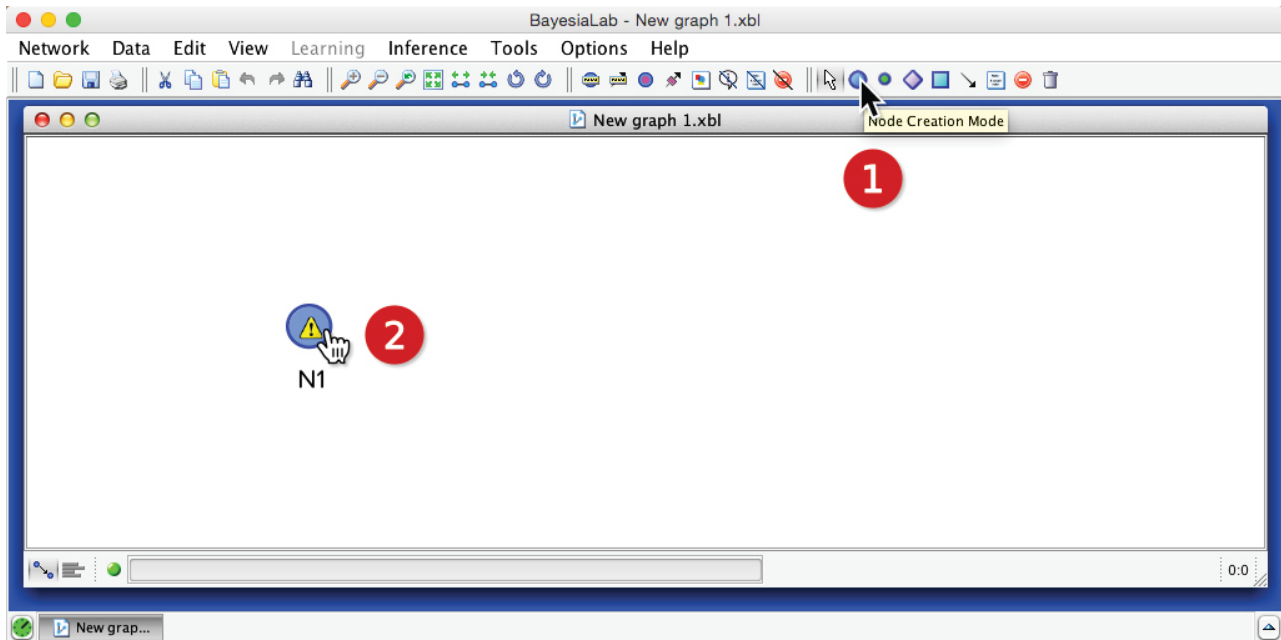 BayesiaLab - New graph 1.xbl
Network Data Edit View Learning Inference Tools Options Help
New graph 1.xbl
Node Creation Mode
1
2
N1
0:0
New grap...